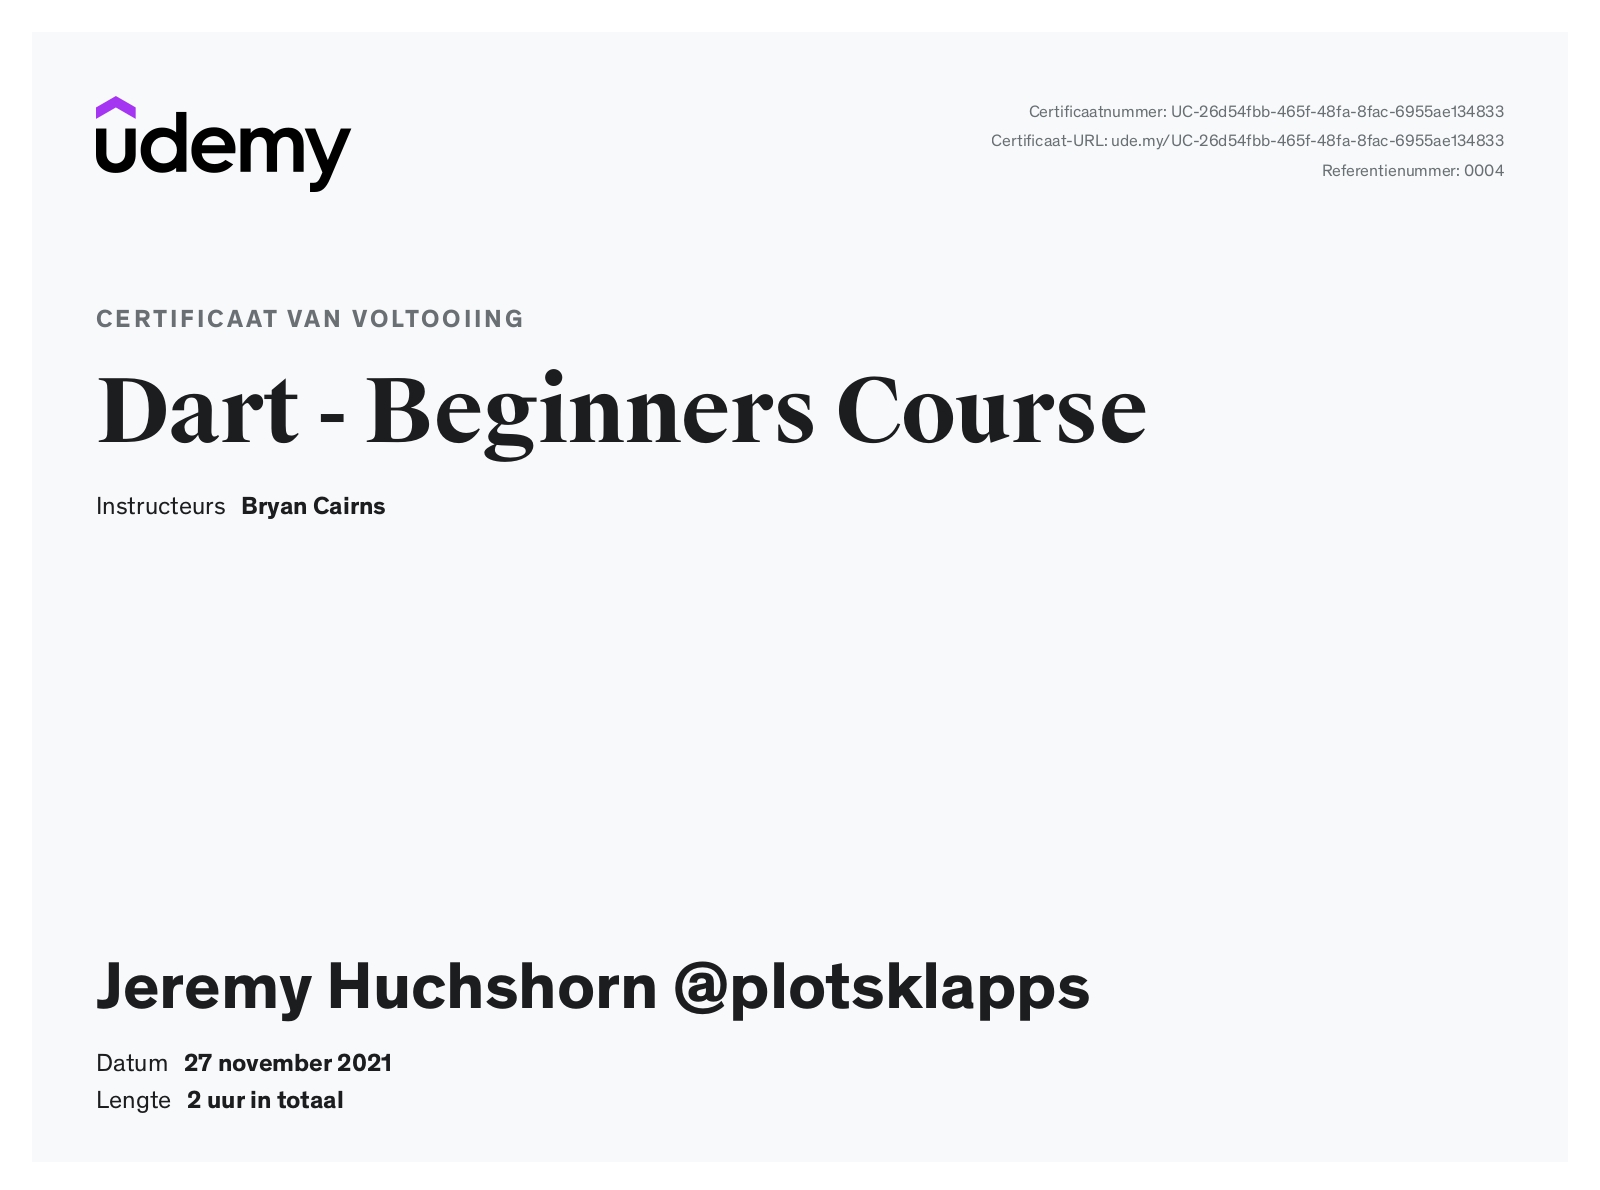 udemy
Certificaatnummer: UC-26d54fbb-465f-48fa-8fac-6955ae134833
Certificaat-URL: ude.my/UC-26d54fbb-465f-48fa-8fac-6955ae134833
Referentienummer: 0004
CERTIFICAAT VAN VOLTOOIING
Dart - Beginners Course
Instructeurs Bryan Cairns
Jeremy Huchshorn @plotsklapps
Datum 27 november 2021
Lengte 2 uur in totaal